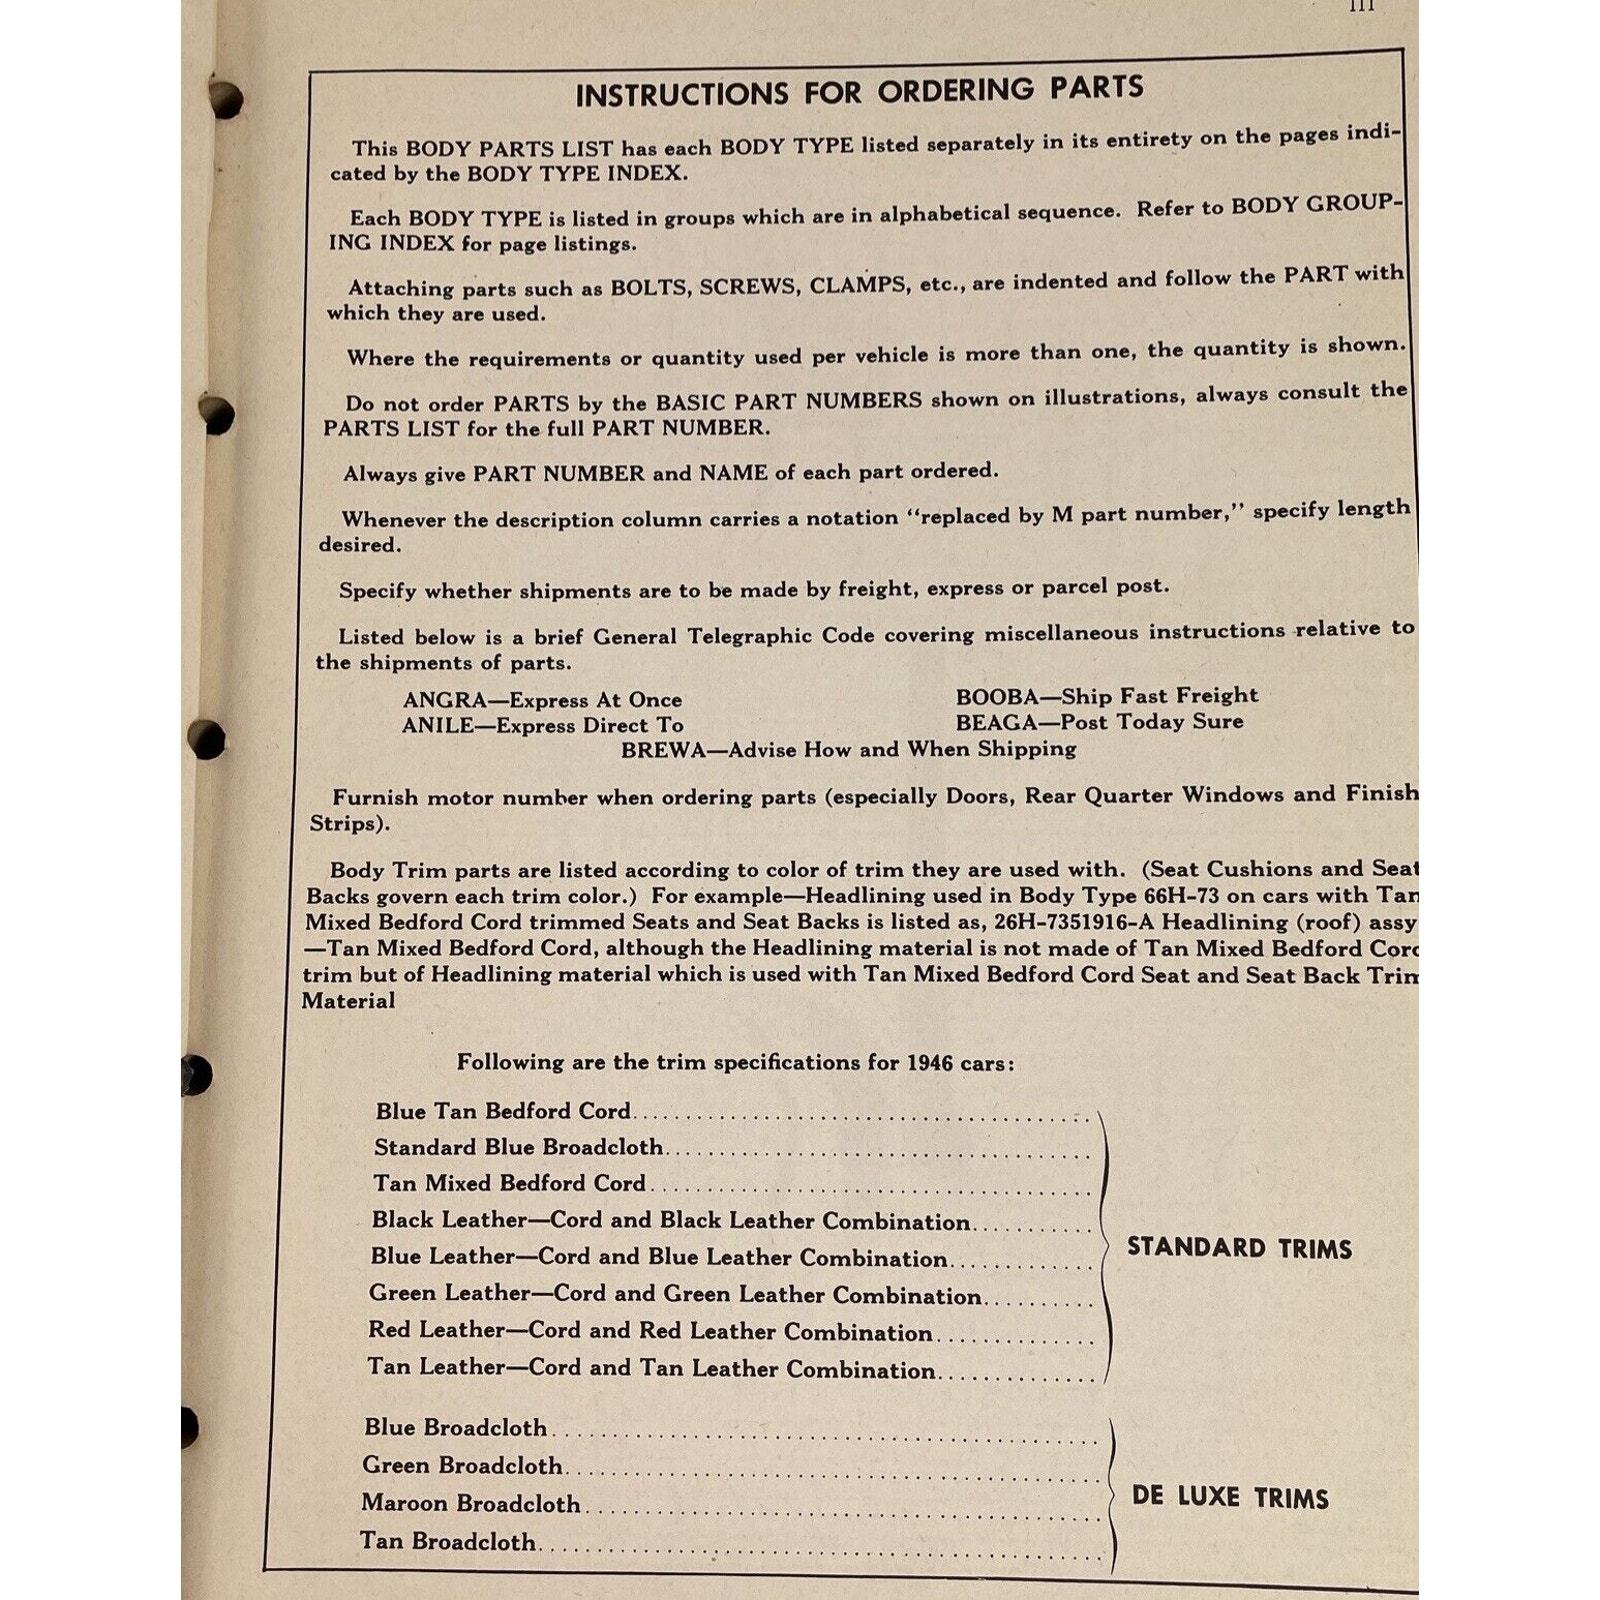 III
INSTRUCTIONS FOR ORDERING PARTS
This BODY PARTS LIST has each BODY TYPE listed separately in its entirety on the pages indi-
cated by the BODY TYPE INDEX.
Each BODY TYPE is listed in groups which are in alphabetical sequence. Refer to BODY GROUP-
ING INDEX for page listings.
Attaching parts such as BOLTS, SCREWS, CLAMPS, etc., are indented and follow the PART with
which they are used.
Where the requirements or quantity used per vehicle is more than one, the quantity is shown.
Do not order PARTS by the BASIC PART NUMBERS shown on illustrations, always consult the
PARTS LIST for the full PART NUMBER.
Always give PART NUMBER and NAME of each part ordered.
Whenever the description column carries a notation "replaced by M part number," specify length
desired.
Specify whether shipments are to be made by freight, express or parcel post.
Listed below is a brief General Telegraphic Code covering miscellaneous instructions relative to
the shipments of parts.
ANGRA—Express At Once BOOBA—Ship Fast Freight
ANILE—Express Direct To BEAGA—Post Today Sure
BREWA—Advise How and When Shipping
Furnish motor number when ordering parts (especially Doors, Rear Quarter Windows and Finish
Strips).
Body Trim parts are listed according to color of trim they are used with. (Seat Cushions and Seat
Backs govern each trim color.) For example—Headlining used in Body Type 66H-73 on cars with Tan
Mixed Bedford Cord trimmed Seats and Seat Backs is listed as, 26H-7351916-A Headlining (roof) assy
—Tan Mixed Bedford Cord, although the Headlining material is not made of Tan Mixed Bedford Cord
trim but of Headlining material which is used with Tan Mixed Bedford Cord Seat and Seat Back Trim
Material
Following are the trim specifications for 1946 cars:
Blue Tan Bedford Cord
Standard Blue Broadcloth
Tan Mixed Bedford Cord
Black Leather—Cord and Black Leather Combination
Blue Leather—Cord and Blue Leather Combination
Green Leather—Cord and Green Leather Combination
Red Leather—Cord and Red Leather Combination
Tan Leather—Cord and Tan Leather Combination
STANDARD TRIMS
Blue Broadcloth
Green Broadcloth
Maroon Broadcloth
Tan Broadcloth
DE LUXE TRIMS